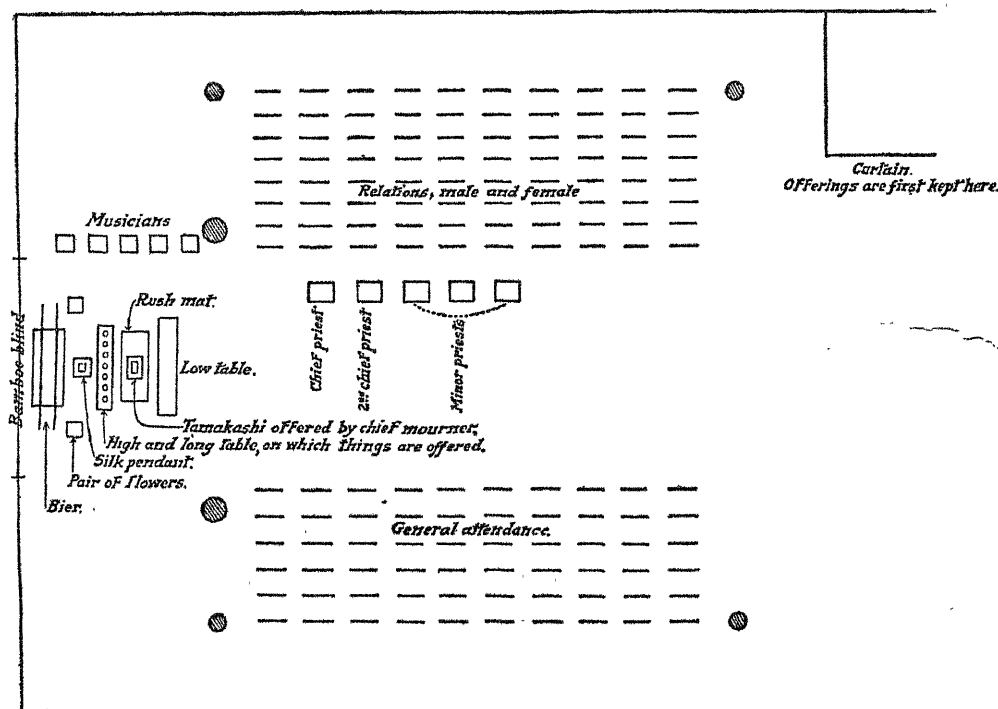 Curtain.
Offerings are first kept here.
Relations, male and female
Musicians
Bamboo blind
Rush mat.
Low table.
Chief priest
2nd chief priest
Minor priests
Tamakashi offered by chief mourner.
High and long table, on which things are offered.
Silk pendant.
Pair of flowers.
Bier.
General attendance.